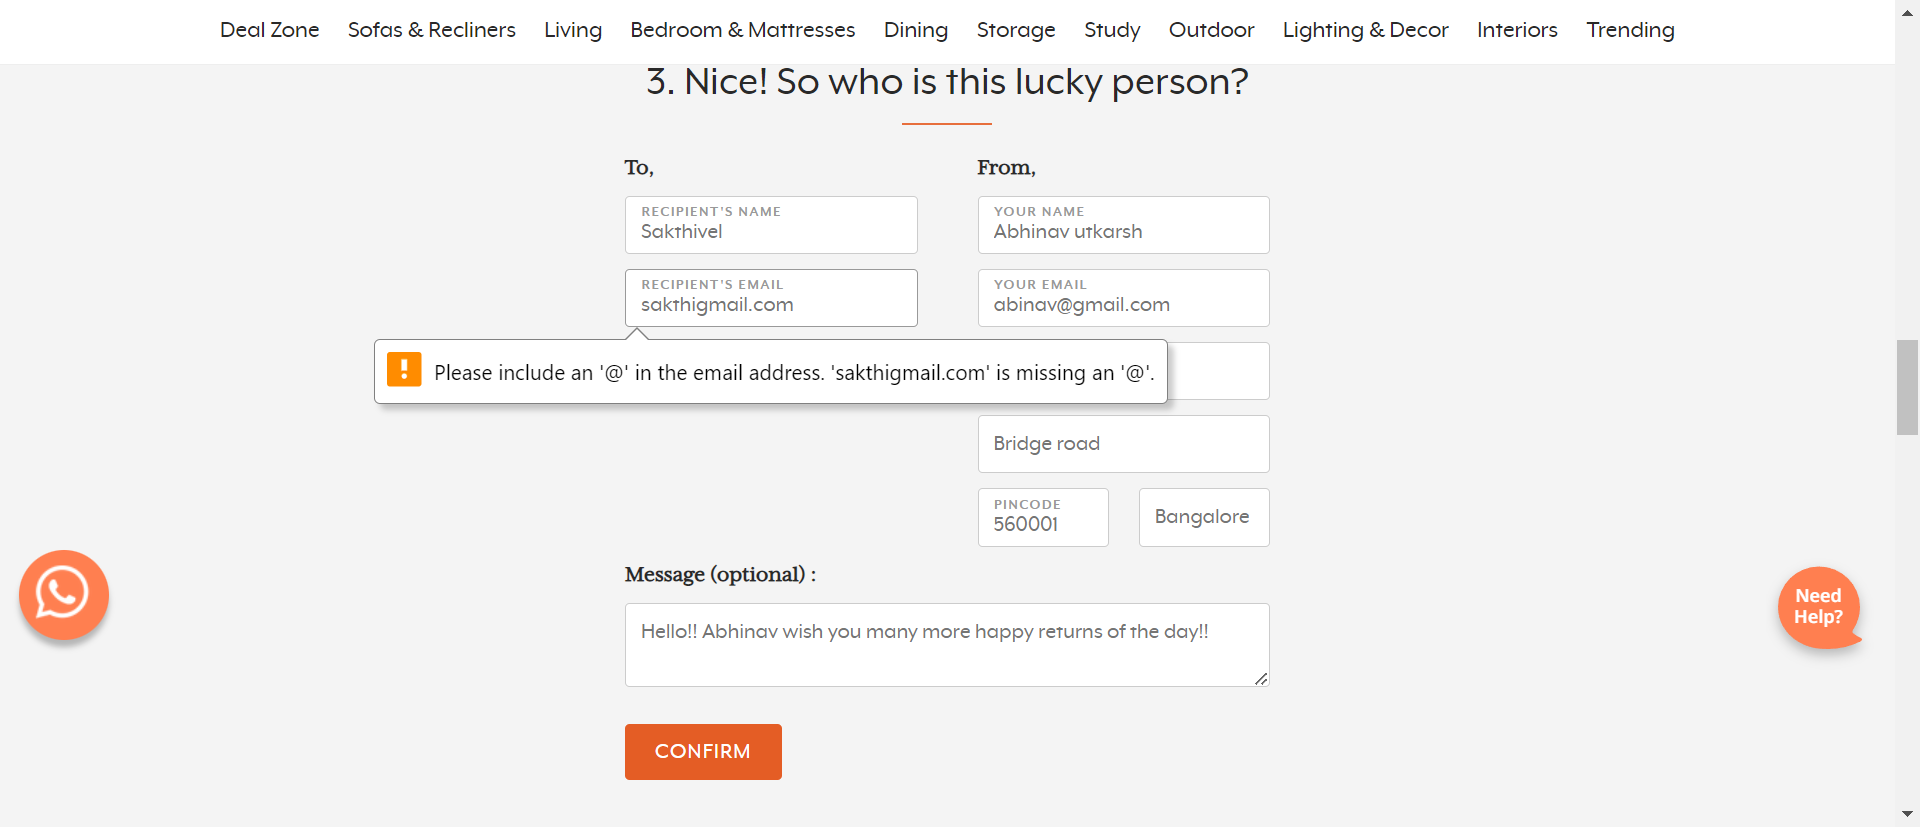 Deal Zone Sofas & Recliners Living Bedroom & Mattresses Dining Storage Study Outdoor Lighting & Decor Interiors Trending
3. Nice! So who is this lucky person?
To,
RECIPIENT'S NAME
Sakthivel
RECIPIENT'S EMAIL
sakthigmail.com
Please include an '@' in the email address. 'sakthigmail.com' is missing an '@'.
From,
YOUR NAME
Abhinav utkarsh
YOUR EMAIL
abinav@gmail.com
Bridge road
PINCODE
560001
Bangalore
Message (optional) :
Hello!! Abhinav wish you many more happy returns of the day!!
CONFIRM
Need
Help?